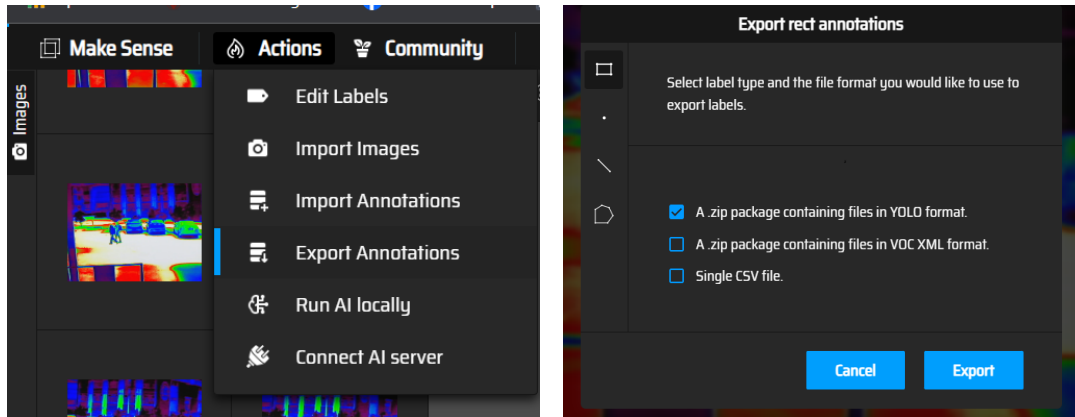 Make Sense
Actions
Community
Images
Edit Labels
Import Images
Import Annotations
Export Annotations
Run AI locally
Connect AI server
Export rect annotations
Select label type and the file format you would like to use to
export labels.
A .zip package containing files in YOLO format.
A .zip package containing files in VOC XML format.
Single CSV file.
Cancel
Export